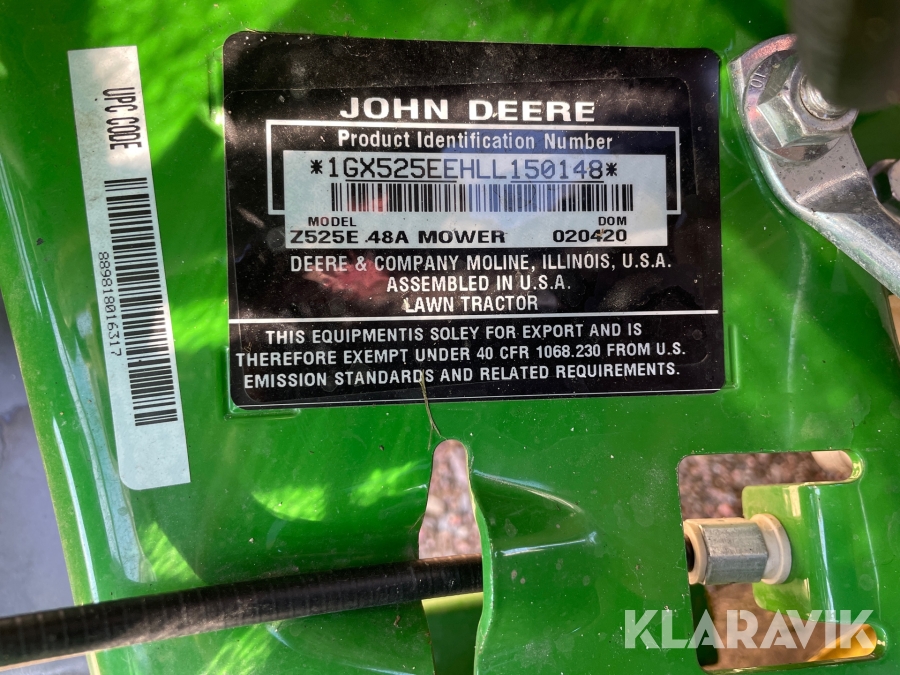 UPC CODE
889818016317
JOHN DEERE
Product Identification Number
*1GX525EEHLL150148*
MODEL DOM
Z525E .48A MOWER 020420
DEERE & COMPANY MOLINE, ILLINOIS, U.S.A.
ASSEMBLED IN U.S.A.
LAWN TRACTOR
THIS EQUIPMENTIS SOLEY FOR EXPORT AND IS
THEREFORE EXEMPT UNDER 40 CFR 1068.230 FROM U.S.
EMISSION STANDARDS AND RELATED REQUIREMENTS.
KLARAVIK